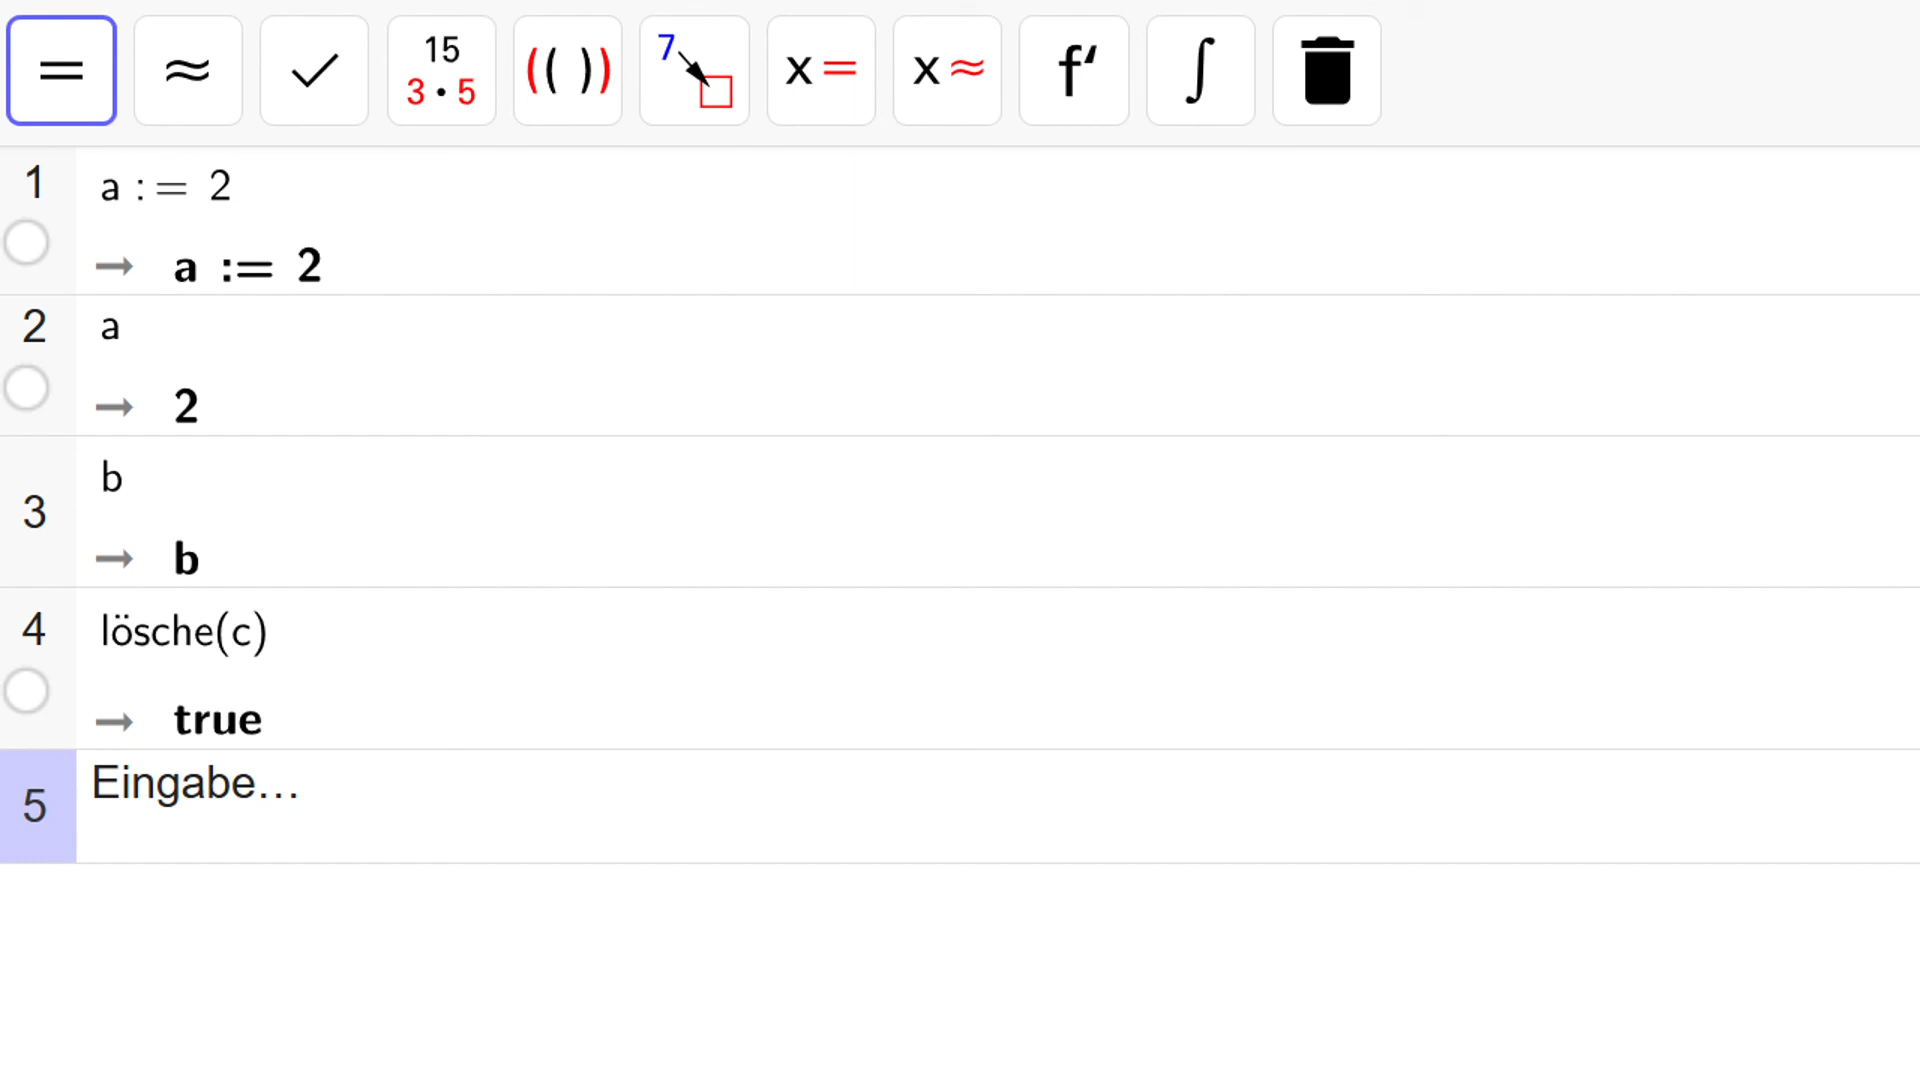 = ≈ ✓ 15 (( )) 7 x = x ≈ f′ ∫
3 · 5
1 a := 2
→ a := 2
2 a
→ 2
3 b
→ b
4 lösche(c)
→ true
5 Eingabe…